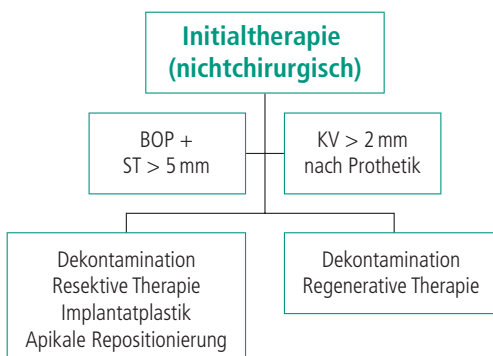 Initialtherapie
(nichtchirurgisch)
BOP +
ST > 5 mm
KV > 2 mm
nach Prothetik
Dekontamination
Resektive Therapie
Implantatplastik
Apikale Repositionierung
Dekontamination
Regenerative Therapie